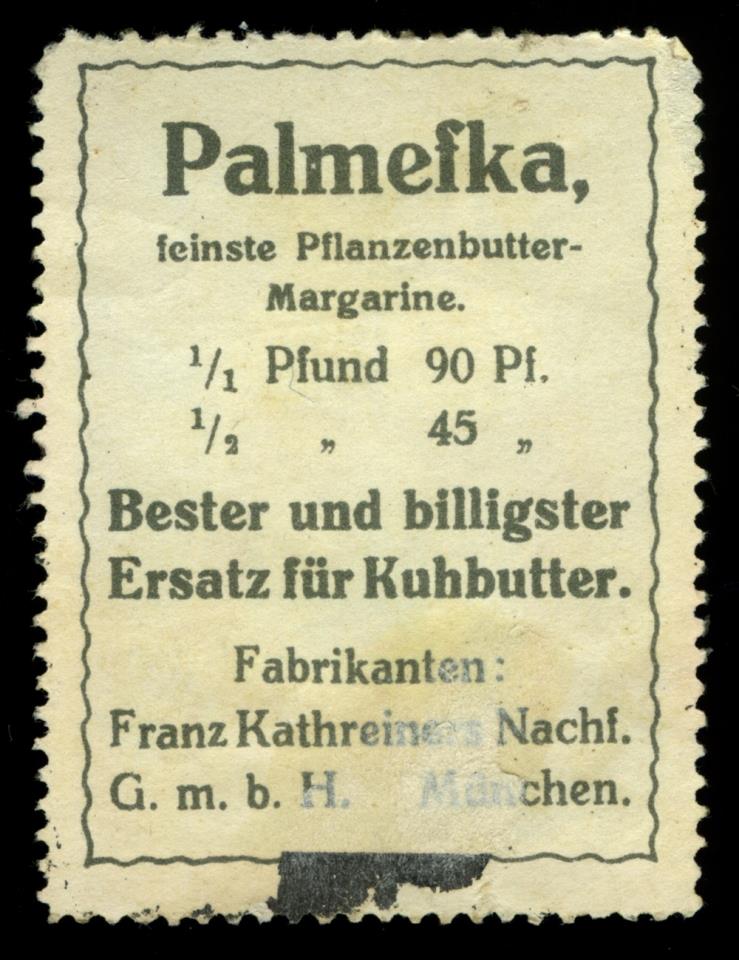 Palmefka,
feinste Pflanzenbutter-
Margarine.
1/1 Pfund 90 Pf.
1/2 „ 45 „
Bester und billigster
Ersatz für Kuhbutter.
Fabrikanten:
Franz Kathreiners Nachf.
G. m. b. H. München.